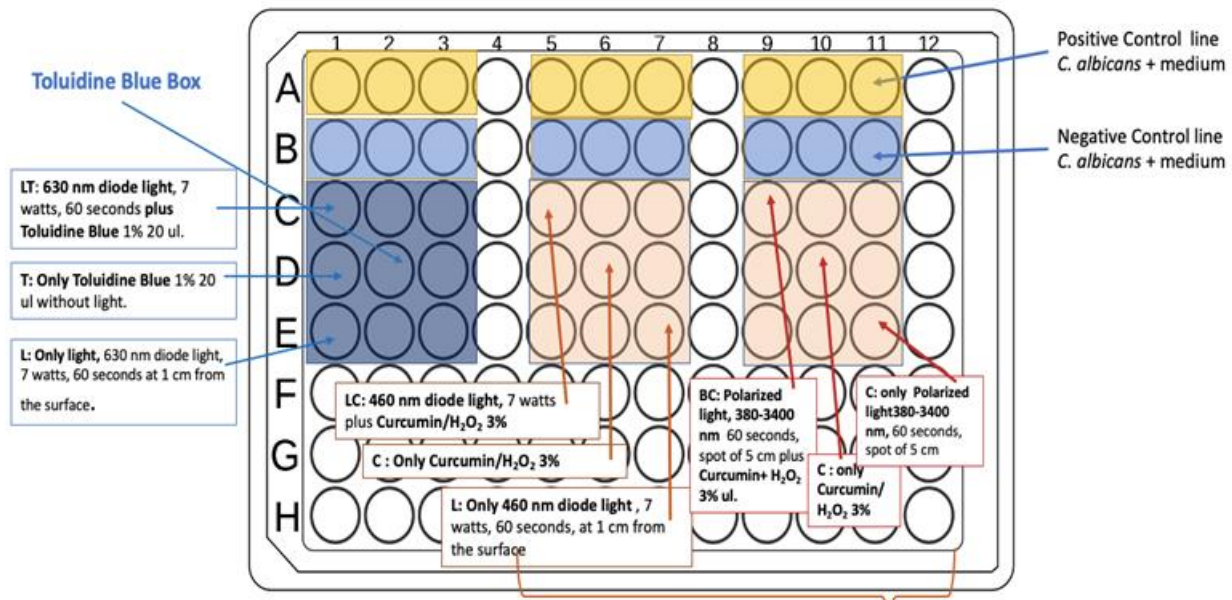 1 2 3 4 5 6 7 8 9 10 11 12
A
B
C
D
E
F
G
H
Toluidine Blue Box
LT: 630 nm diode light, 7
watts, 60 seconds plus
Toluidine Blue 1% 20 ul.
T: Only Toluidine Blue 1% 20
ul without light.
L: Only light, 630 nm diode light,
7 watts, 60 seconds at 1 cm from
the surface.
Positive Control line
C. albicans + medium
Negative Control line
C. albicans + medium
LC: 460 nm diode light, 7 watts
plus Curcumin/H₂O₂ 3%
C : Only Curcumin/H₂O₂ 3%
L: Only 460 nm diode light , 7
watts, 60 seconds, at 1 cm from
the surface
BC: Polarized
light, 380-3400
nm 60 seconds,
spot of 5 cm plus
Curcumin+ H₂O₂
3% ul.
C : only
Curcumin/
H₂O₂ 3%
C: only Polarized
light380-3400
nm, 60 seconds,
spot of 5 cm